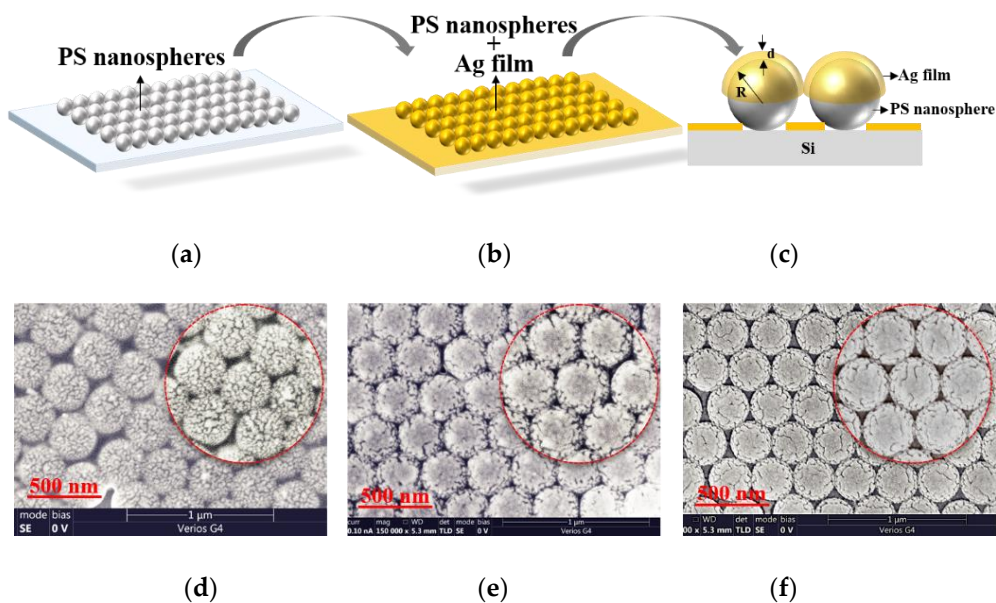 PS nanospheres
PS nanospheres
+
Ag film
d
R
Ag film
PS nanosphere
Si
(a)
(b)
(c)
500 nm
mode bias
SE 0 V
1 µm
Verios G4
500 nm
curr mag WD det mode bias
0.10 nA 150 000 x 5.3 mm TLD SE 0 V
1 µm
Verios G4
500 nm
WD det mode bias
00 x 5.3 mm TLD SE 0 V
1 µm
Verios G4
(d)
(e)
(f)